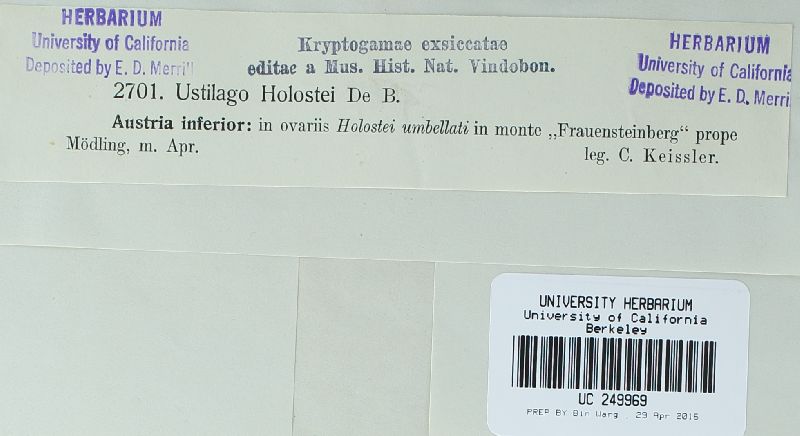 HERBARIUM
University of California
Deposited by E. D. Merrill
Kryptogamae exsiccatae
editae a Mus. Hist. Nat. Vindobon.
HERBARIUM
University of California
Deposited by E. D. Merri
2701. Ustilago Holostei De B.
Austria inferior: in ovariis Holostei umbellati in monte „Frauensteinberg“ prope
Mödling, m. Apr.
leg. C. Keissler.
UNIVERSITY HERBARIUM
University of California
Berkeley
UC 249969
PREP BY Bin Wang . 29 Apr 2015